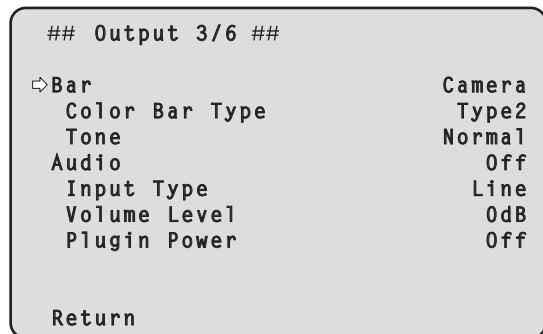 ## Output 3/6 ##
⇨Bar Camera
Color Bar Type Type2
Tone Normal
Audio Off
Input Type Line
Volume Level 0dB
Plugin Power Off
Return